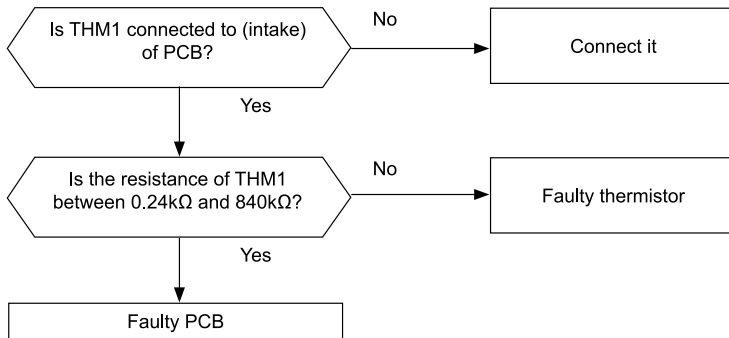 Is THM1 connected to (intake)
of PCB?
No
Connect it
Yes
Is the resistance of THM1
between 0.24kΩ and 840kΩ?
No
Faulty thermistor
Yes
Faulty PCB